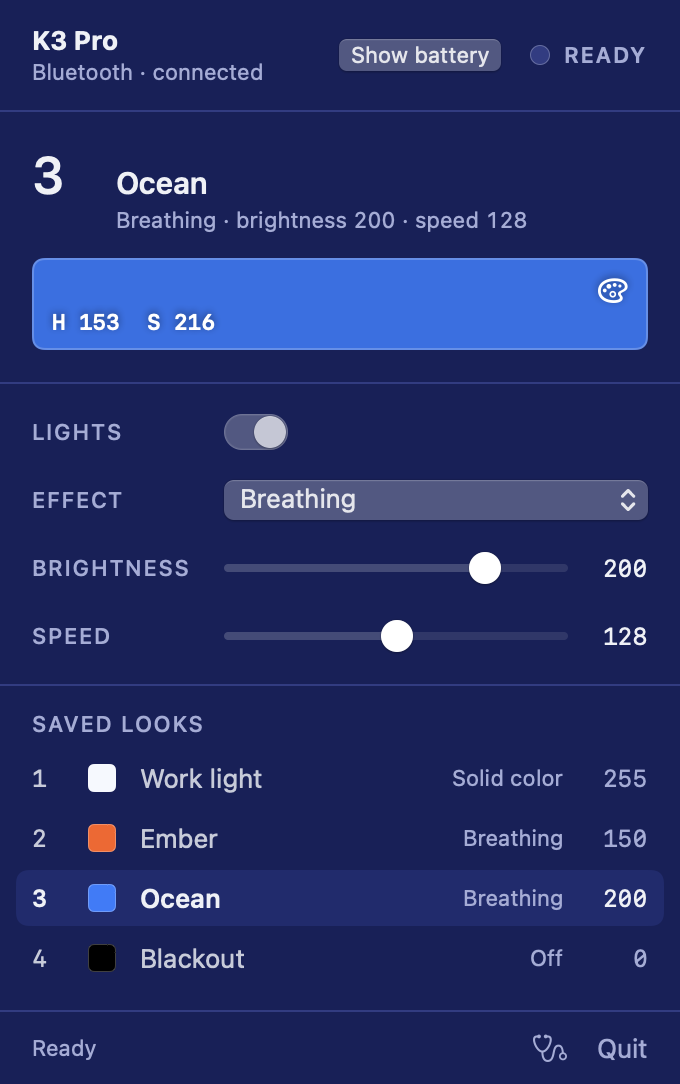 K3 Pro
Bluetooth · connected
Show battery
READY
3
Ocean
Breathing · brightness 200 · speed 128
H 153 S 216
LIGHTS
EFFECT Breathing
BRIGHTNESS 200
SPEED 128
SAVED LOOKS
1 Work light Solid color 255
2 Ember Breathing 150
3 Ocean Breathing 200
4 Blackout Off 0
Ready Quit